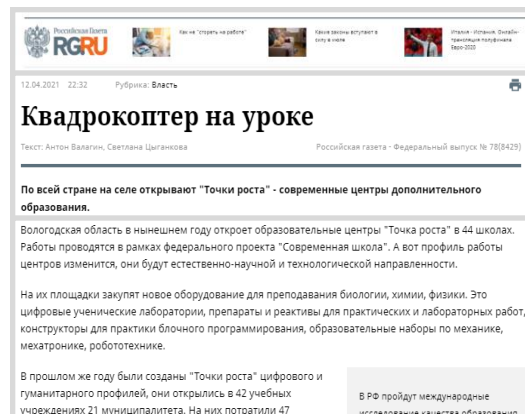 Российская Газета
RGRU
Как не "сгореть на работе"
Какие законы вступают в
силу в июле
Италия - Испания. Онлайн-
трансляция полуфинала
Евро-2020
12.04.2021 22:32 Рубрика: Власть
Квадрокоптер на уроке
Текст: Антон Валагин, Светлана Цыганкова Российская газета - Федеральный выпуск № 78(8429)
По всей стране на селе открывают "Точки роста" - современные центры дополнительного
образования.
Вологодская область в нынешнем году откроет образовательные центры "Точка роста" в 44 школах.
Работы проводятся в рамках федерального проекта "Современная школа". А вот профиль работы
центров изменится, они будут естественно-научной и технологической направленности.
На их площадки закупят новое оборудование для преподавания биологии, химии, физики. Это
цифровые ученические лаборатории, препараты и реактивы для практических и лабораторных работ,
конструкторы для практики блочного программирования, образовательные наборы по механике,
мехатронике, робототехнике.
В прошлом же году были созданы "Точки роста" цифрового и
гуманитарного профилей, они открылись в 42 учебных
учреждениях 21 муниципалитета. На них потратили 47
В РФ пройдут международные
исследование качества образования